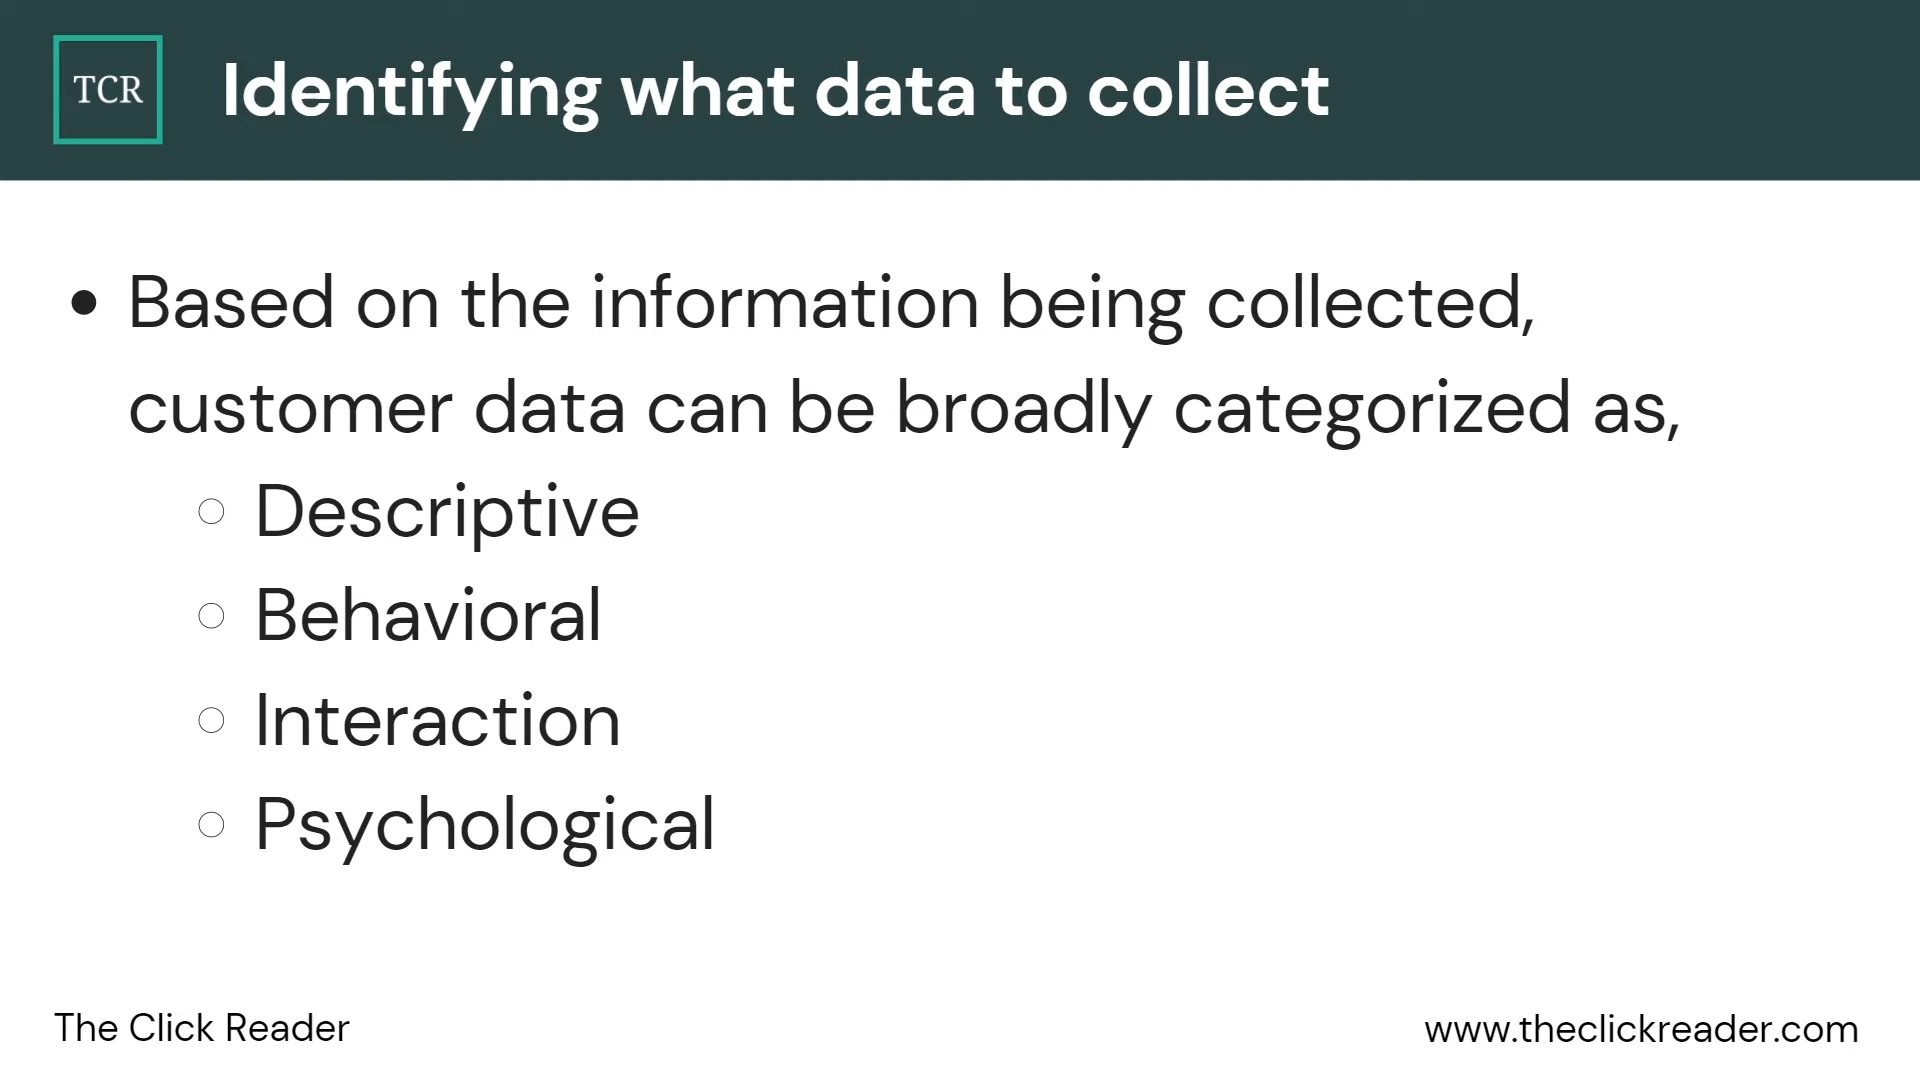 TCR
Identifying what data to collect
• Based on the information being collected,
customer data can be broadly categorized as,
○ Descriptive
○ Behavioral
○ Interaction
○ Psychological
The Click Reader
www.theclickreader.com